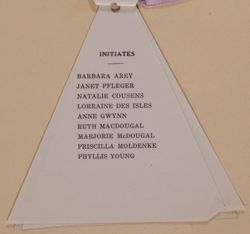 INITIATES
BARBARA AREY
JANET PFLEGER
NATALIE COUSENS
LORRAINE DES ISLES
ANNE GWYNN
RUTH MACDOUGAL
MARJORIE McDOUGAL
PRISCILLA MOLDENKE
PHYLLIS YOUNG